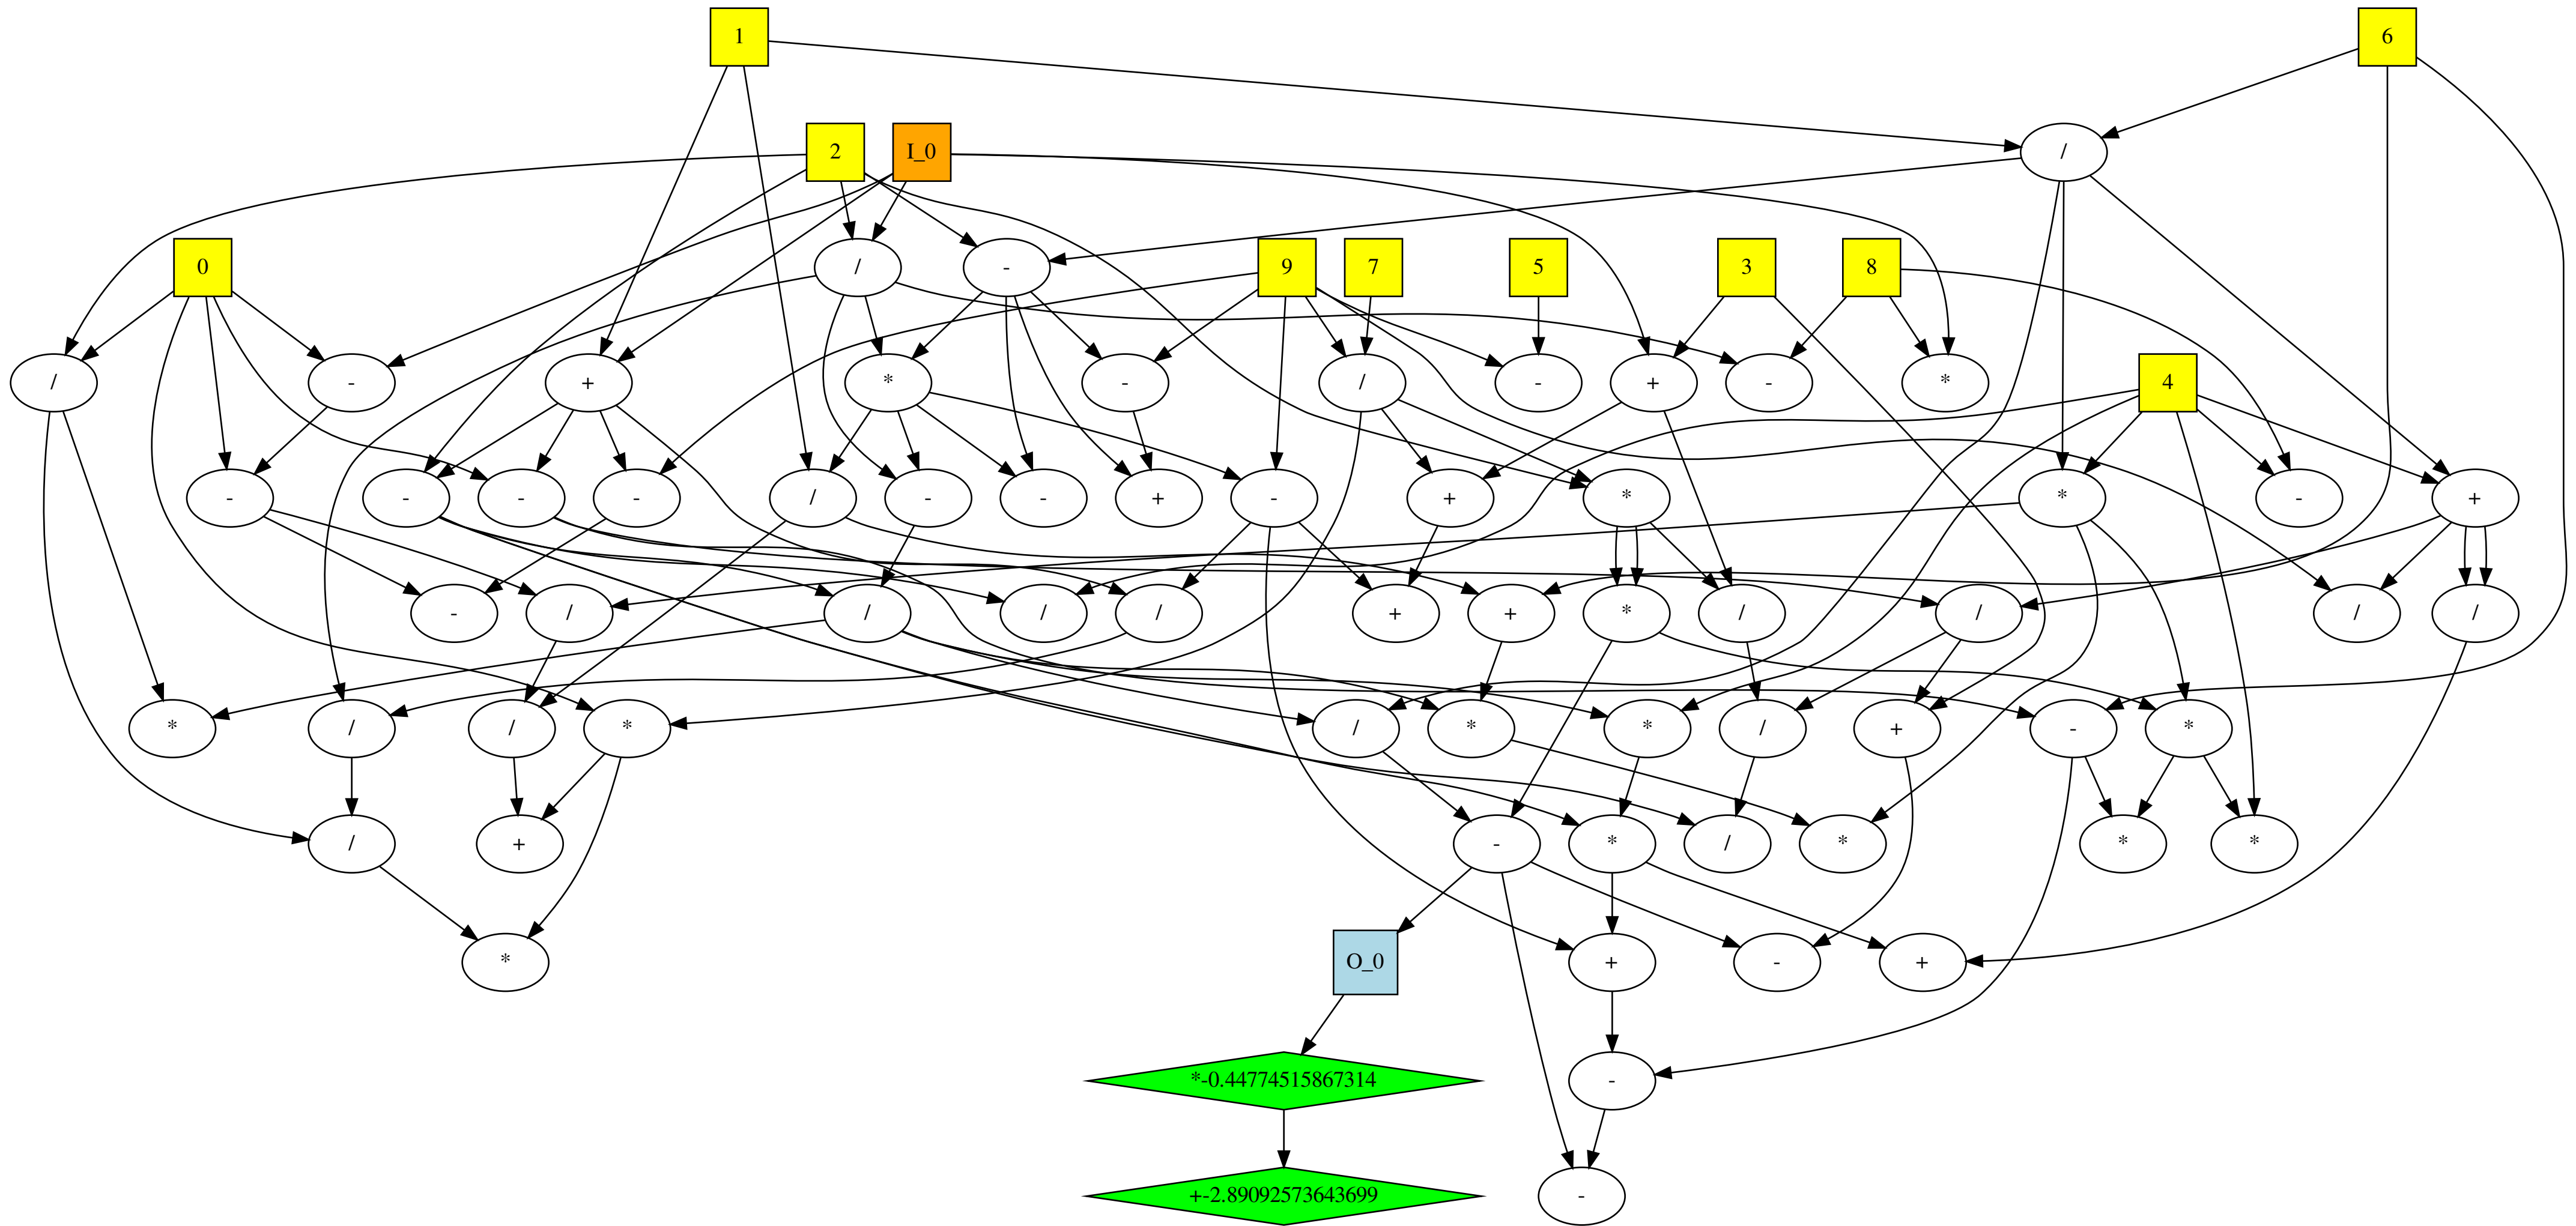 1 6
2 I_0 /
0 / - 9 7 5 3 8
/ - + * - / - + - * 4
- - - - / - - + - + * * - +
- / / / / + + * / / / /
* / / * / * * / + - *
/ + - * / * * *
* O_0 + - +
*-0.44774515867314 -
+-2.89092573643699 -